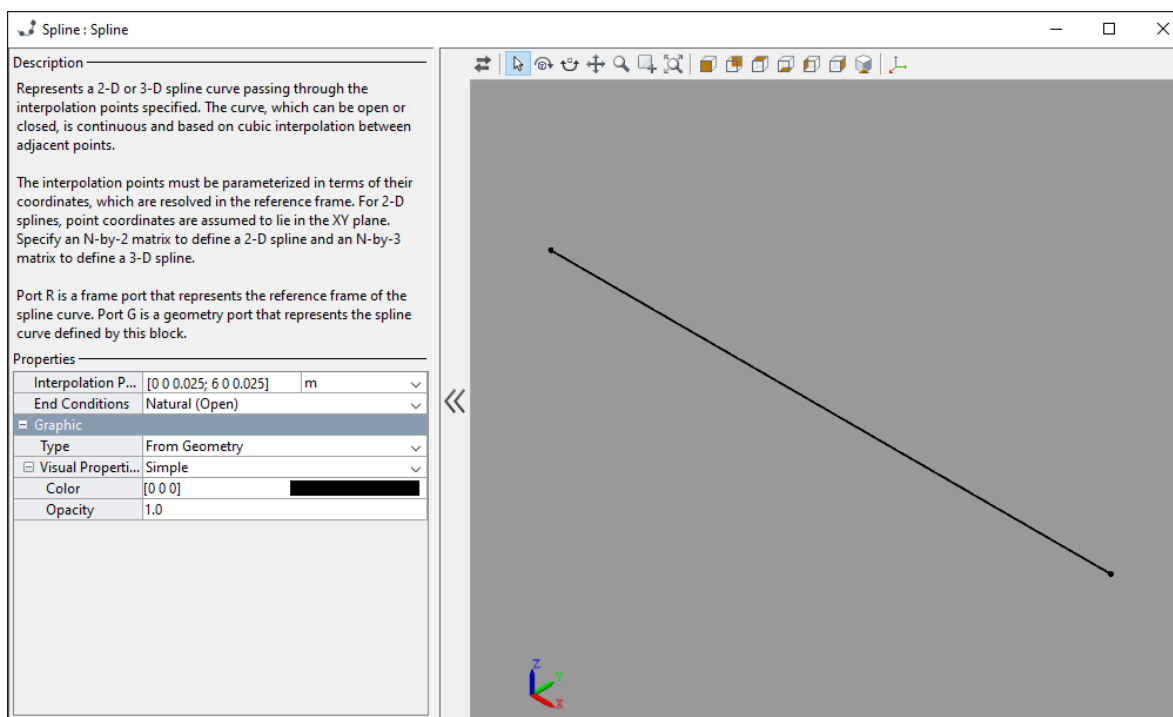 Spline : Spline
Description
Represents a 2-D or 3-D spline curve passing through the
interpolation points specified. The curve, which can be open or
closed, is continuous and based on cubic interpolation between
adjacent points.
The interpolation points must be parameterized in terms of their
coordinates, which are resolved in the reference frame. For 2-D
splines, point coordinates are assumed to lie in the XY plane.
Specify an N-by-2 matrix to define a 2-D spline and an N-by-3
matrix to define a 3-D spline.
Port R is a frame port that represents the reference frame of the
spline curve. Port G is a geometry port that represents the spline
curve defined by this block.
Properties
Interpolation P... [0 0 0.025; 6 0 0.025] m
End Conditions Natural (Open)
Graphic
Type From Geometry
Visual Properti... Simple
Color [0 0 0]
Opacity 1.0
Z
Y
X